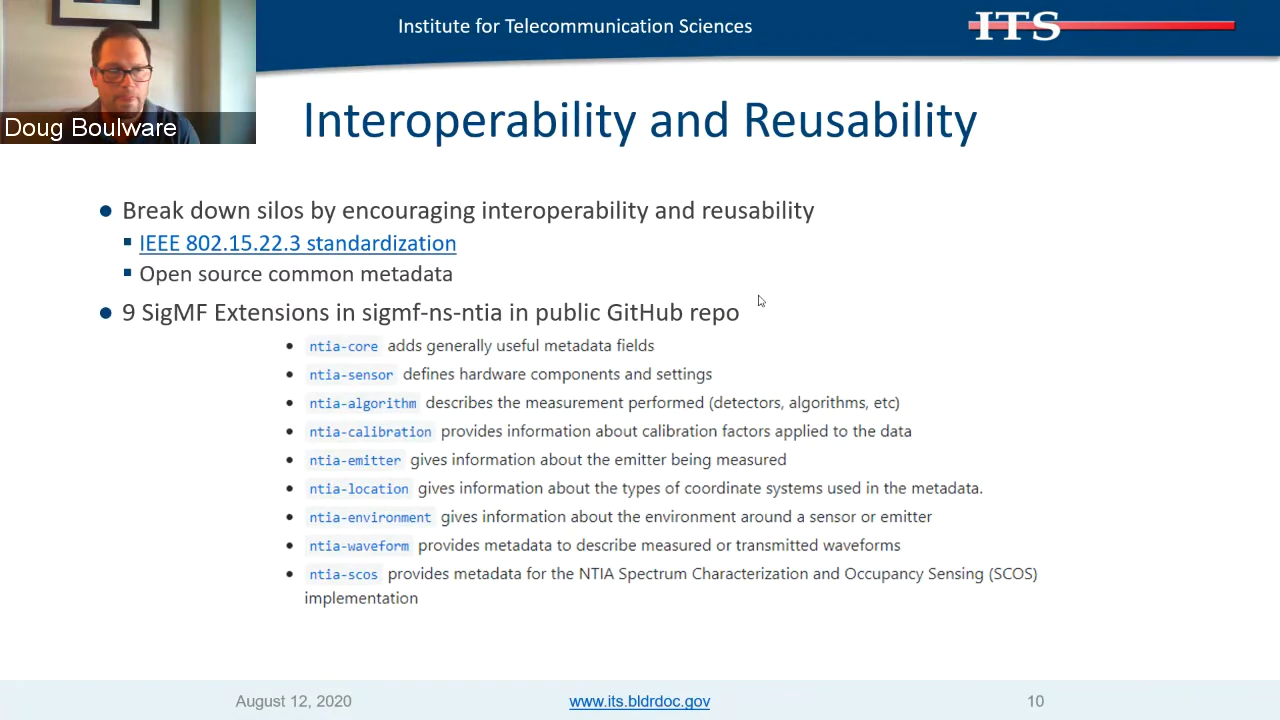 Institute for Telecommunication Sciences
ITS
Doug Boulware
Interoperability and Reusability
Break down silos by encouraging interoperability and reusability
IEEE 802.15.22.3 standardization
Open source common metadata
9 SigMF Extensions in sigmf-ns-ntia in public GitHub repo
ntia-core adds generally useful metadata fields
ntia-sensor defines hardware components and settings
ntia-algorithm describes the measurement performed (detectors, algorithms, etc)
ntia-calibration provides information about calibration factors applied to the data
ntia-emitter gives information about the emitter being measured
ntia-location gives information about the types of coordinate systems used in the metadata.
ntia-environment gives information about the environment around a sensor or emitter
ntia-waveform provides metadata to describe measured or transmitted waveforms
ntia-scos provides metadata for the NTIA Spectrum Characterization and Occupancy Sensing (SCOS)
implementation
August 12, 2020
www.its.bldrdoc.gov
10